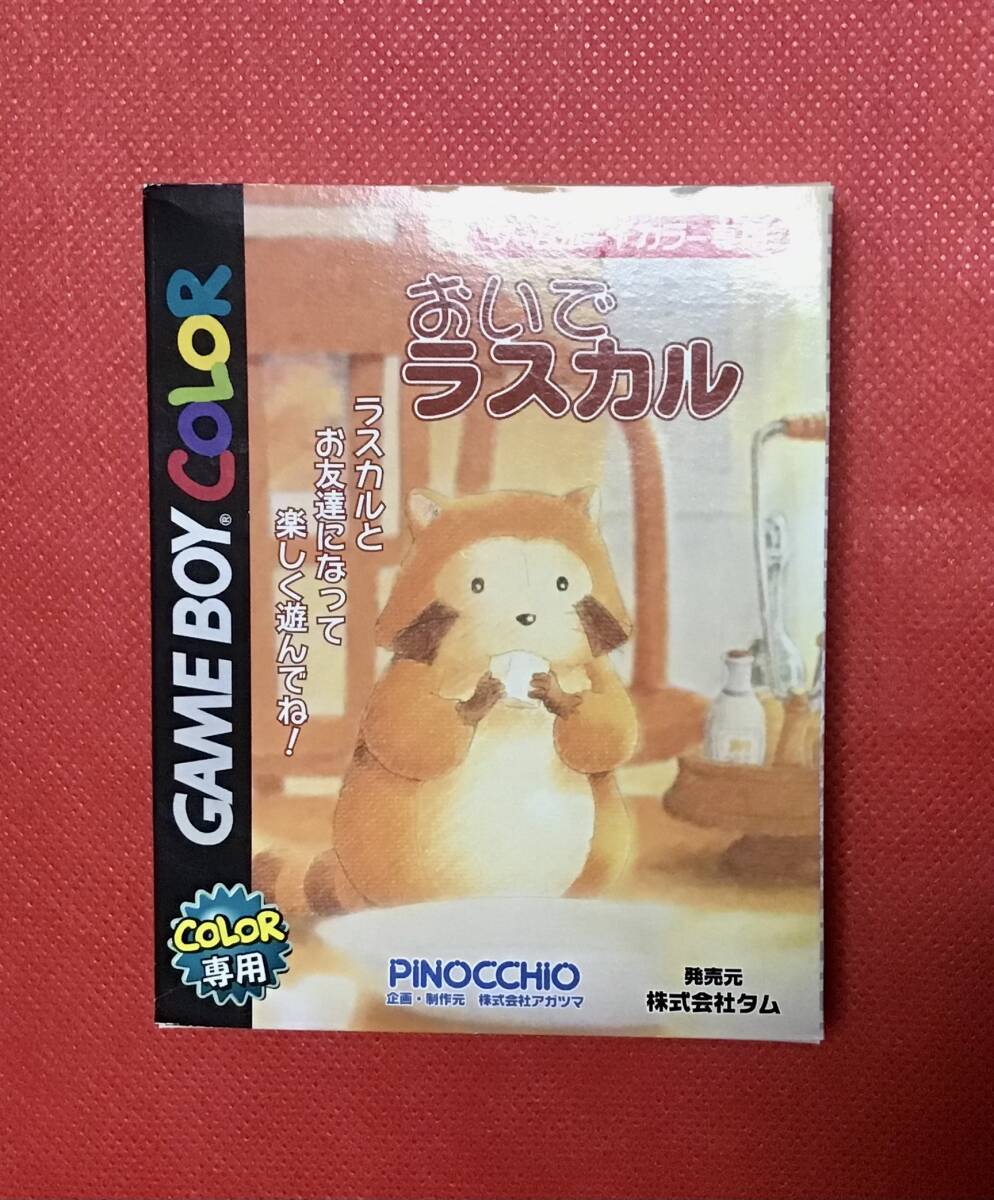 GAME BOY® COLOR
COLOR
専用
おいで
ラスカル
ラスカルと
お友達になって
楽しく遊んでね!
PiNOCCHiO
企画・制作元 株式会社アガツマ
発売元
株式会社タム